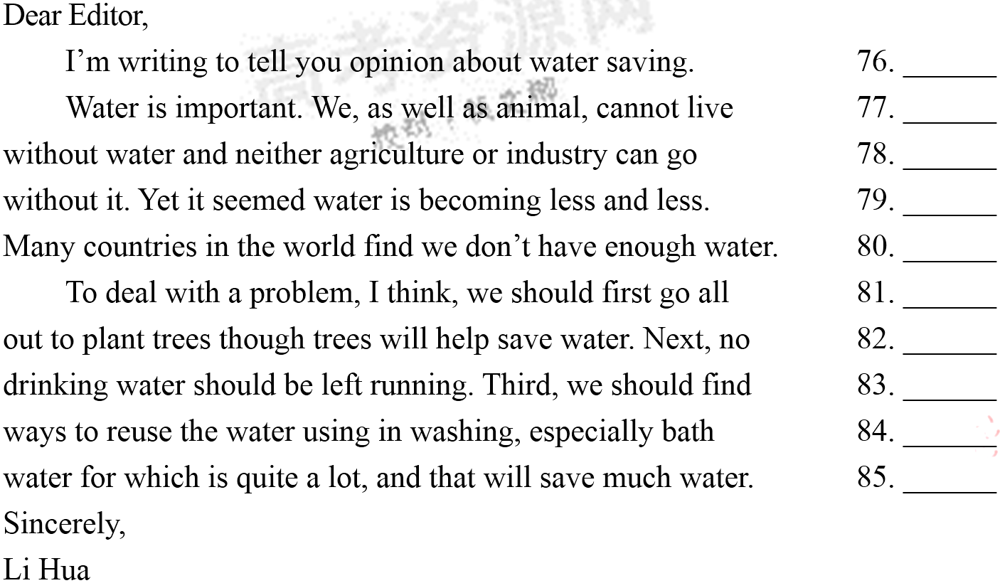 Dear Editor,
I’m writing to tell you opinion about water saving. 76. ______
Water is important. We, as well as animal, cannot live 77. ______
without water and neither agriculture or industry can go 78. ______
without it. Yet it seemed water is becoming less and less. 79. ______
Many countries in the world find we don’t have enough water. 80. ______
To deal with a problem, I think, we should first go all 81. ______
out to plant trees though trees will help save water. Next, no 82. ______
drinking water should be left running. Third, we should find 83. ______
ways to reuse the water using in washing, especially bath 84. ______
water for which is quite a lot, and that will save much water. 85. ______
Sincerely,
Li Hua
高考资源网